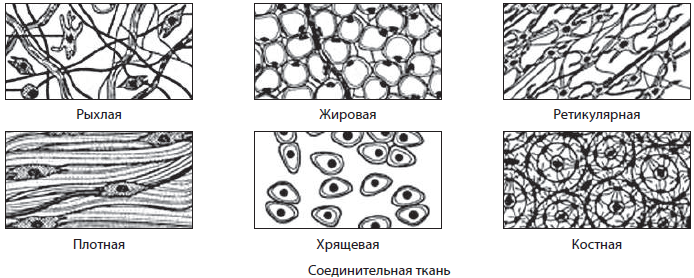 Рыхлая
Жировая
Ретикулярная
Плотная
Хрящевая
Костная
Соединительная ткань